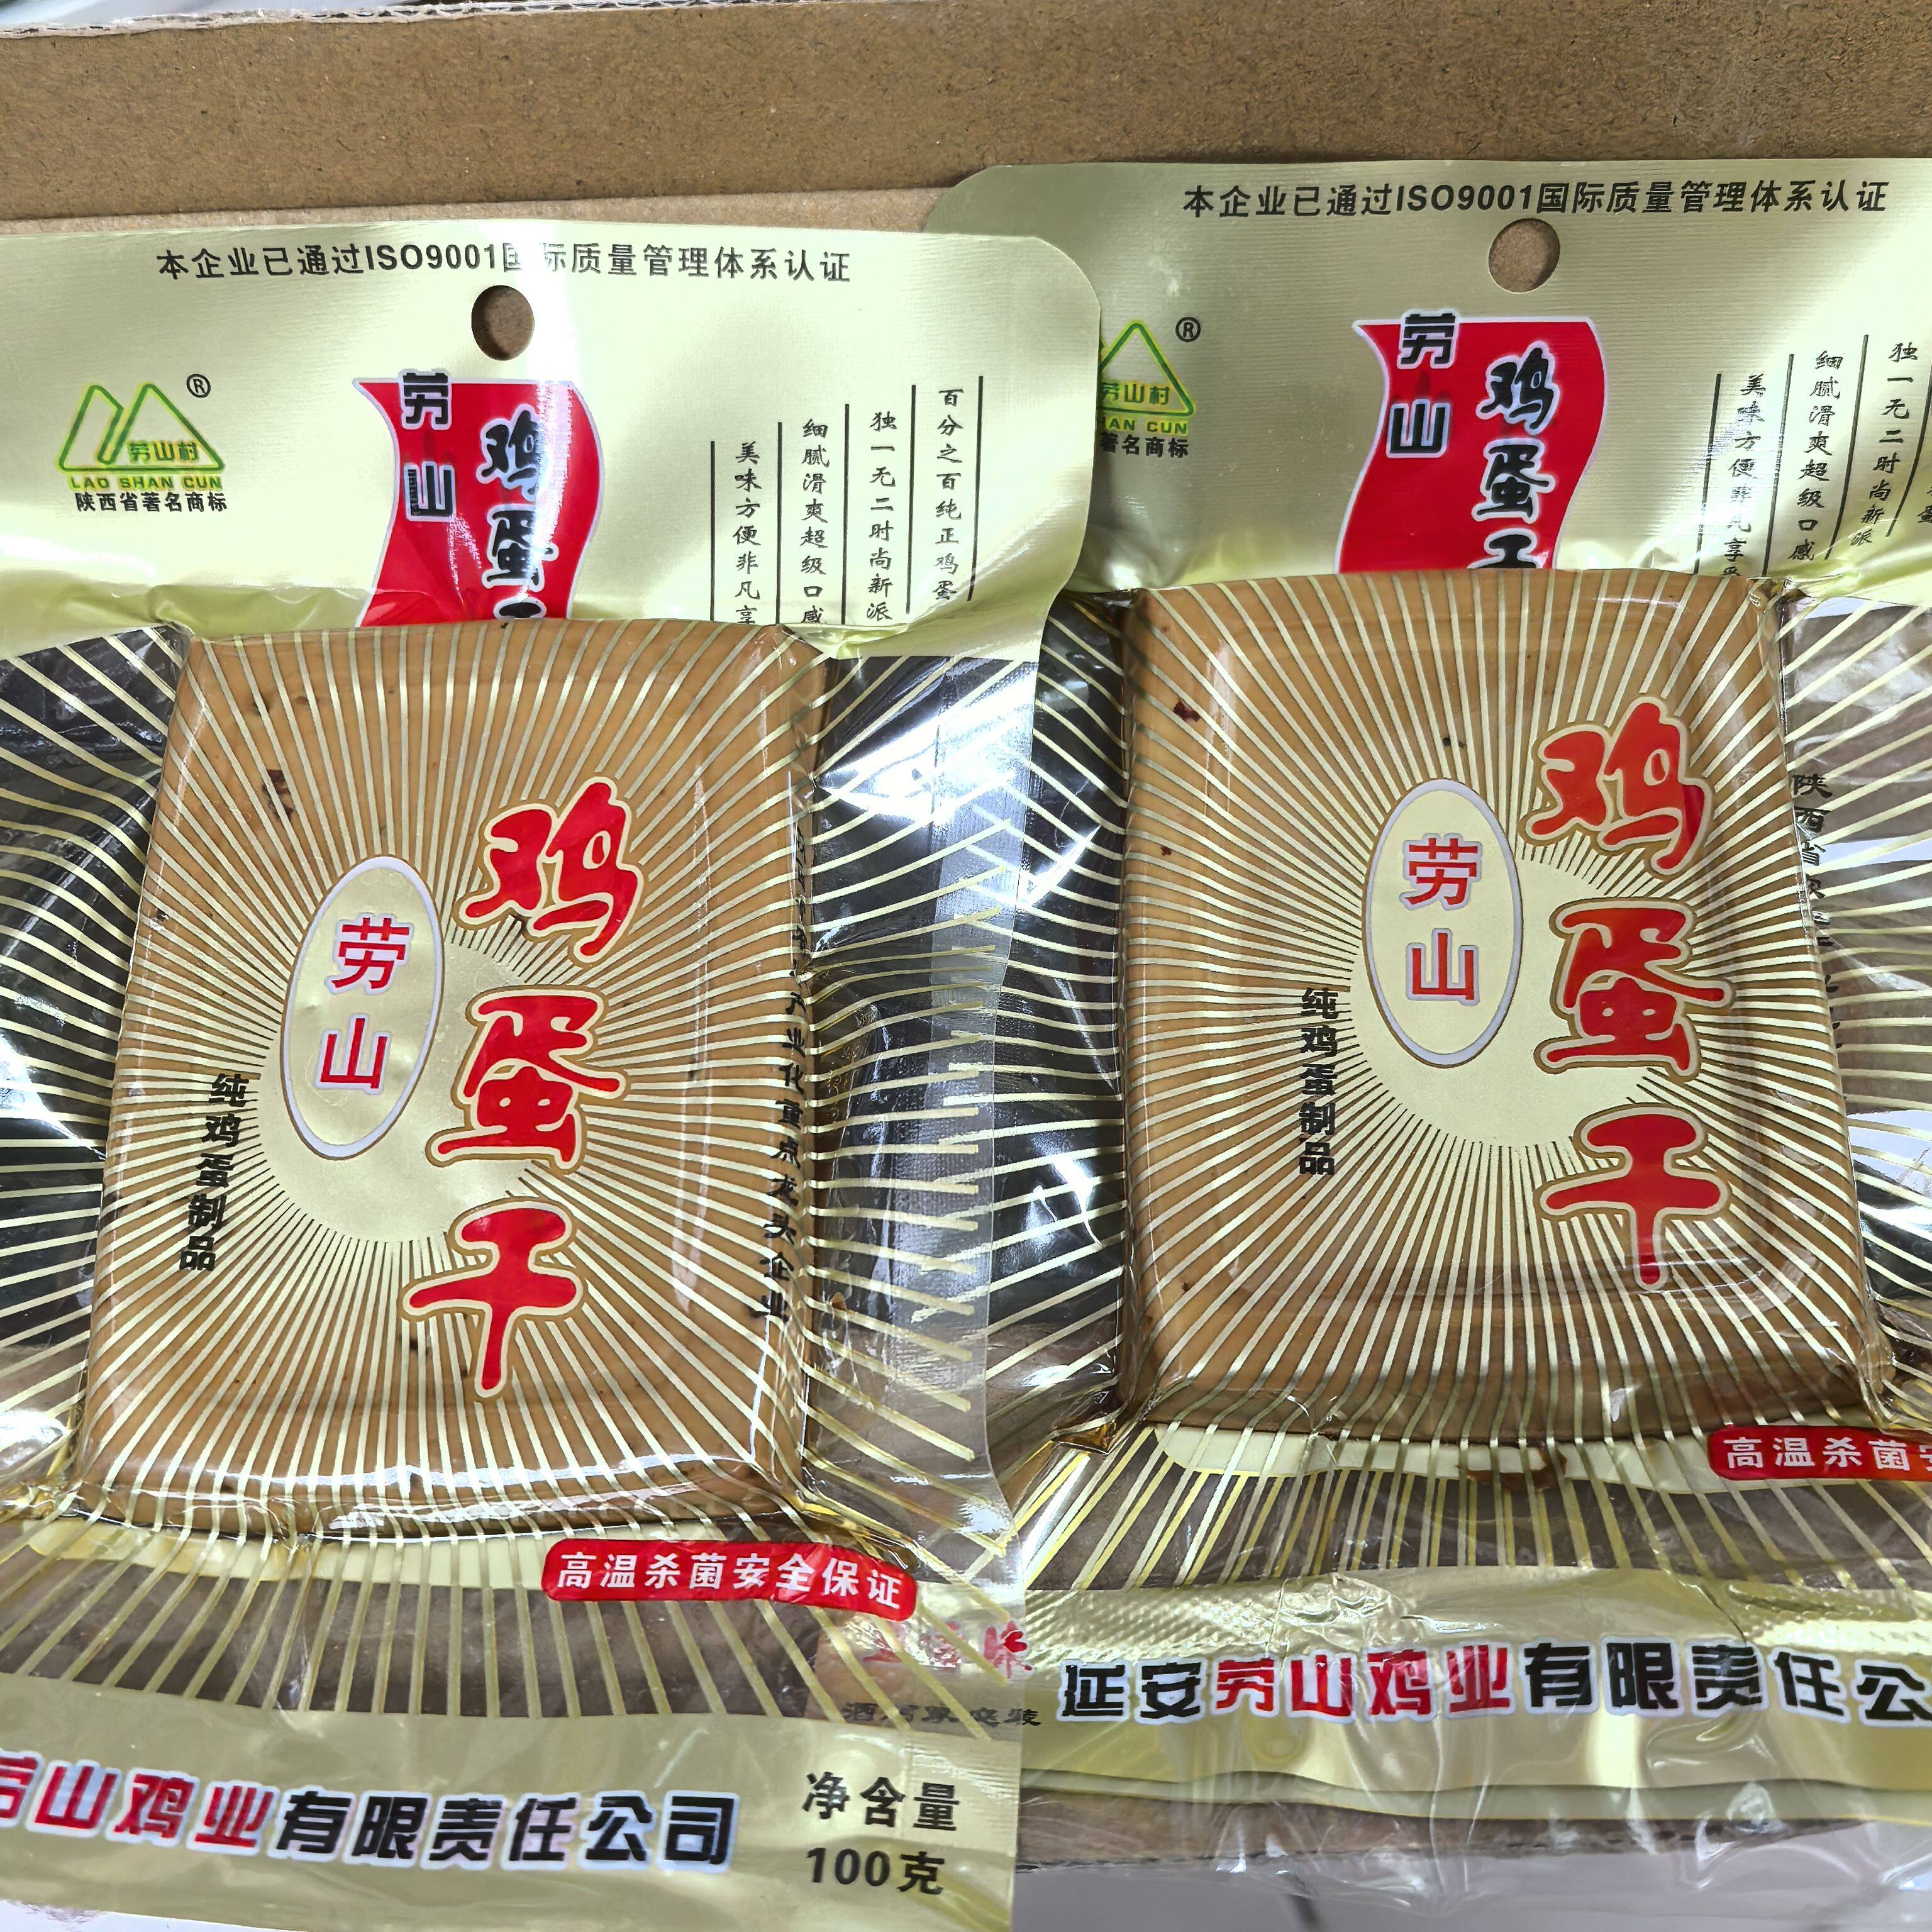 本企业已通过ISO9001国际质量管理体系认证
®
劳山村
LAO SHAN CUN
陕西省著名商标
劳山
鸡蛋干
百分之百纯正鸡蛋
独一无二时尚新派
细腻滑爽超级口感
美味方便非凡享
鸡蛋干
劳山
纯鸡蛋制品
产业化重点龙头企业
高温杀菌安全保证
劳山鸡业有限责任公司
净含量
100克
本企业已通过ISO9001国际质量管理体系认证
®
劳山村
HAN CUN
著名商标
劳山
鸡蛋干
独一无二时尚新派
细腻滑爽超级口感
美味方便非凡享受
鸡蛋干
劳山
纯鸡蛋制品
陕西省
高温杀菌安
延安劳山鸡业有限责任公